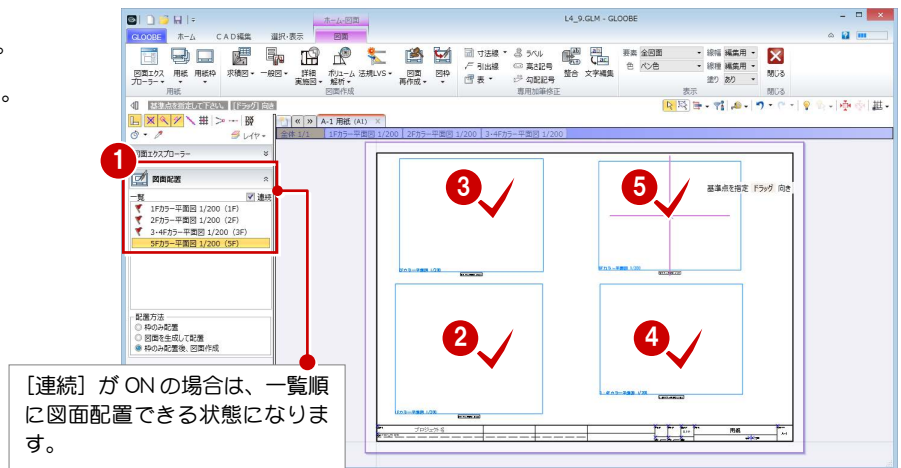 。
。
L4_9.GLM - GLOOBE
ホーム-図面
GLOOBE ホーム CAD編集 選択・表示 図面
図面エクス プローラー 用紙 用紙枠 求積図 一般図 詳細 実施図 ボリューム 解析 法規LVS 図面 再作成 図枠
寸法線 ラベル
引出線 高さ記号
表 勾配記号
整合 文字編集
要素 全図面 線幅 編集用
色 ペン色 線種 編集用
塗り あり
閉じる
用紙 図面作成 専用加筆修正 表示 閉じる
基準点を指定して下さい。 [ドラッグ] 向き
レイヤ
A-1 用紙 (A1)
全体 1/1 1Fカラー平面図 1/200 2Fカラー平面図 1/200 3-4Fカラー平面図 1/200
図面エクスプローラー
1
図面配置
一覧 連続
1Fカラー平面図 1/200 (1F)
2Fカラー平面図 1/200 (2F)
3・4Fカラー平面図 1/200 (3F)
5Fカラー平面図 1/200 (5F)
配置方法
枠のみ配置
図面を生成して配置
枠のみ配置後、図面作成
3
5
基準点を指定 ドラッグ 向き
2
4
プロジェクト名
用紙
A-1
［連続］が ON の場合は、一覧順
に図面配置できる状態になりま
す。